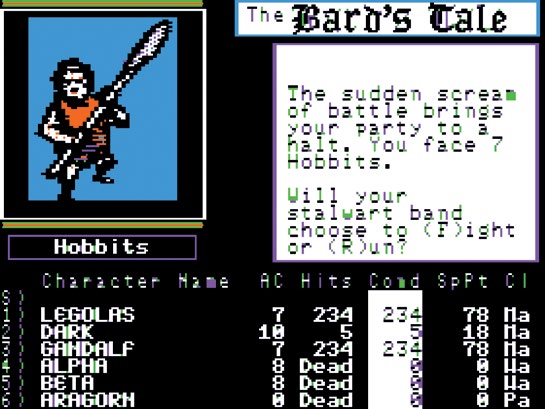 The Bard's Tale
The sudden scream
of battle brings
your party to a
halt. You face 7
Hobbits.
Will your
stalwart band
choose to (F)ight
or (R)un?
Hobbits
Character Name AC Hits Cond SpPt Cl
S)
1) LEGOLAS 7 234 234 78 Ma
2) DARK 10 5 5 18 Ma
3) GANDALF 7 234 234 78 Ma
4) ALPHA 8 Dead 0 0 Wa
5) BETA 8 Dead 0 0 Wa
6) ARAGORN 0 Dead 0 0 Pa